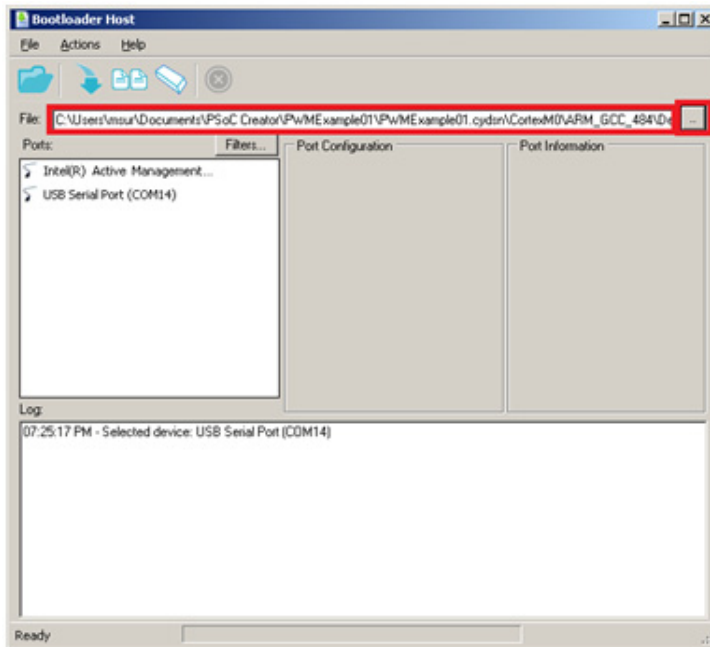 Bootloader Host
File Actions Help
File: C:\Users\msur\Documents\PSoC Creator\PWMExample01\PWMExample01.cydsn\CortexM0\ARM_GCC_484\De ...
Ports: Filters... Port Configuration Port Information
Intel(R) Active Management...
USB Serial Port (COM14)
Log:
07:25:17 PM - Selected device: USB Serial Port (COM14)
Ready